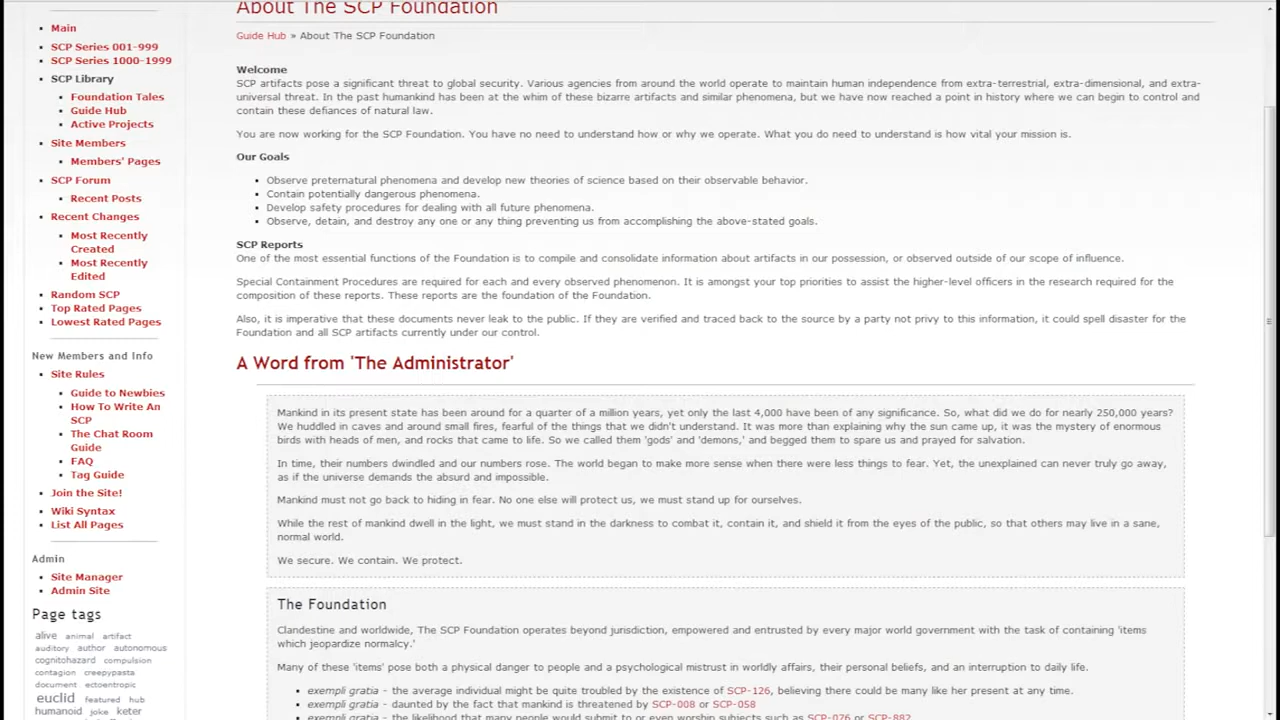 About The SCP Foundation
Main
SCP Series 001-999
SCP Series 1000-1999
SCP Library
Foundation Tales
Guide Hub
Active Projects
Site Members
Members' Pages
SCP Forum
Recent Posts
Recent Changes
Most Recently
Created
Most Recently
Edited
Random SCP
Top Rated Pages
Lowest Rated Pages
New Members and Info
Site Rules
Guide to Newbies
How To Write An
SCP
The Chat Room
Guide
FAQ
Tag Guide
Join the Site!
Wiki Syntax
List All Pages
Admin
Site Manager
Admin Site
Page tags
alive animal artifact
auditory author autonomous
cognitohazard compulsion
contagion creepypasta
document ectoentropic
euclid featured hub
humanoid joke keter
Guide Hub » About The SCP Foundation
Welcome
SCP artifacts pose a significant threat to global security. Various agencies from around the world operate to maintain human independence from extra-terrestrial, extra-dimensional, and extra-
universal threat. In the past humankind has been at the whim of these bizarre artifacts and similar phenomena, but we have now reached a point in history where we can begin to control and
contain these defiances of natural law.
You are now working for the SCP Foundation. You have no need to understand how or why we operate. What you do need to understand is how vital your mission is.
Our Goals
Observe preternatural phenomena and develop new theories of science based on their observable behavior.
Contain potentially dangerous phenomena.
Develop safety procedures for dealing with all future phenomena.
Observe, detain, and destroy any one or any thing preventing us from accomplishing the above-stated goals.
SCP Reports
One of the most essential functions of the Foundation is to compile and consolidate information about artifacts in our possession, or observed outside of our scope of influence.
Special Containment Procedures are required for each and every observed phenomenon. It is amongst your top priorities to assist the higher-level officers in the research required for the
composition of these reports. These reports are the foundation of the Foundation.
Also, it is imperative that these documents never leak to the public. If they are verified and traced back to the source by a party not privy to this information, it could spell disaster for the
Foundation and all SCP artifacts currently under our control.
A Word from 'The Administrator'
Mankind in its present state has been around for a quarter of a million years, yet only the last 4,000 have been of any significance. So, what did we do for nearly 250,000 years?
We huddled in caves and around small fires, fearful of the things that we didn't understand. It was more than explaining why the sun came up, it was the mystery of enormous
birds with heads of men, and rocks that came to life. So we called them 'gods' and 'demons,' and begged them to spare us and prayed for salvation.
In time, their numbers dwindled and our numbers rose. The world began to make more sense when there were less things to fear. Yet, the unexplained can never truly go away,
as if the universe demands the absurd and impossible.
Mankind must not go back to hiding in fear. No one else will protect us, we must stand up for ourselves.
While the rest of mankind dwell in the light, we must stand in the darkness to combat it, contain it, and shield it from the eyes of the public, so that others may live in a sane,
normal world.
We secure. We contain. We protect.
The Foundation
Clandestine and worldwide, The SCP Foundation operates beyond jurisdiction, empowered and entrusted by every major world government with the task of containing 'items
which jeopardize normalcy.'
Many of these 'items' pose both a physical danger to people and a psychological mistrust in worldly affairs, their personal beliefs, and an interruption to daily life.
exempli gratia - the average individual might be quite troubled by the existence of SCP-126, believing there could be many like her present at any time.
exempli gratia - daunted by the fact that mankind is threatened by SCP-008 or SCP-058
exempli gratia - the likelihood that many people would submit to or even worship subjects such as SCP-076 or SCP-882